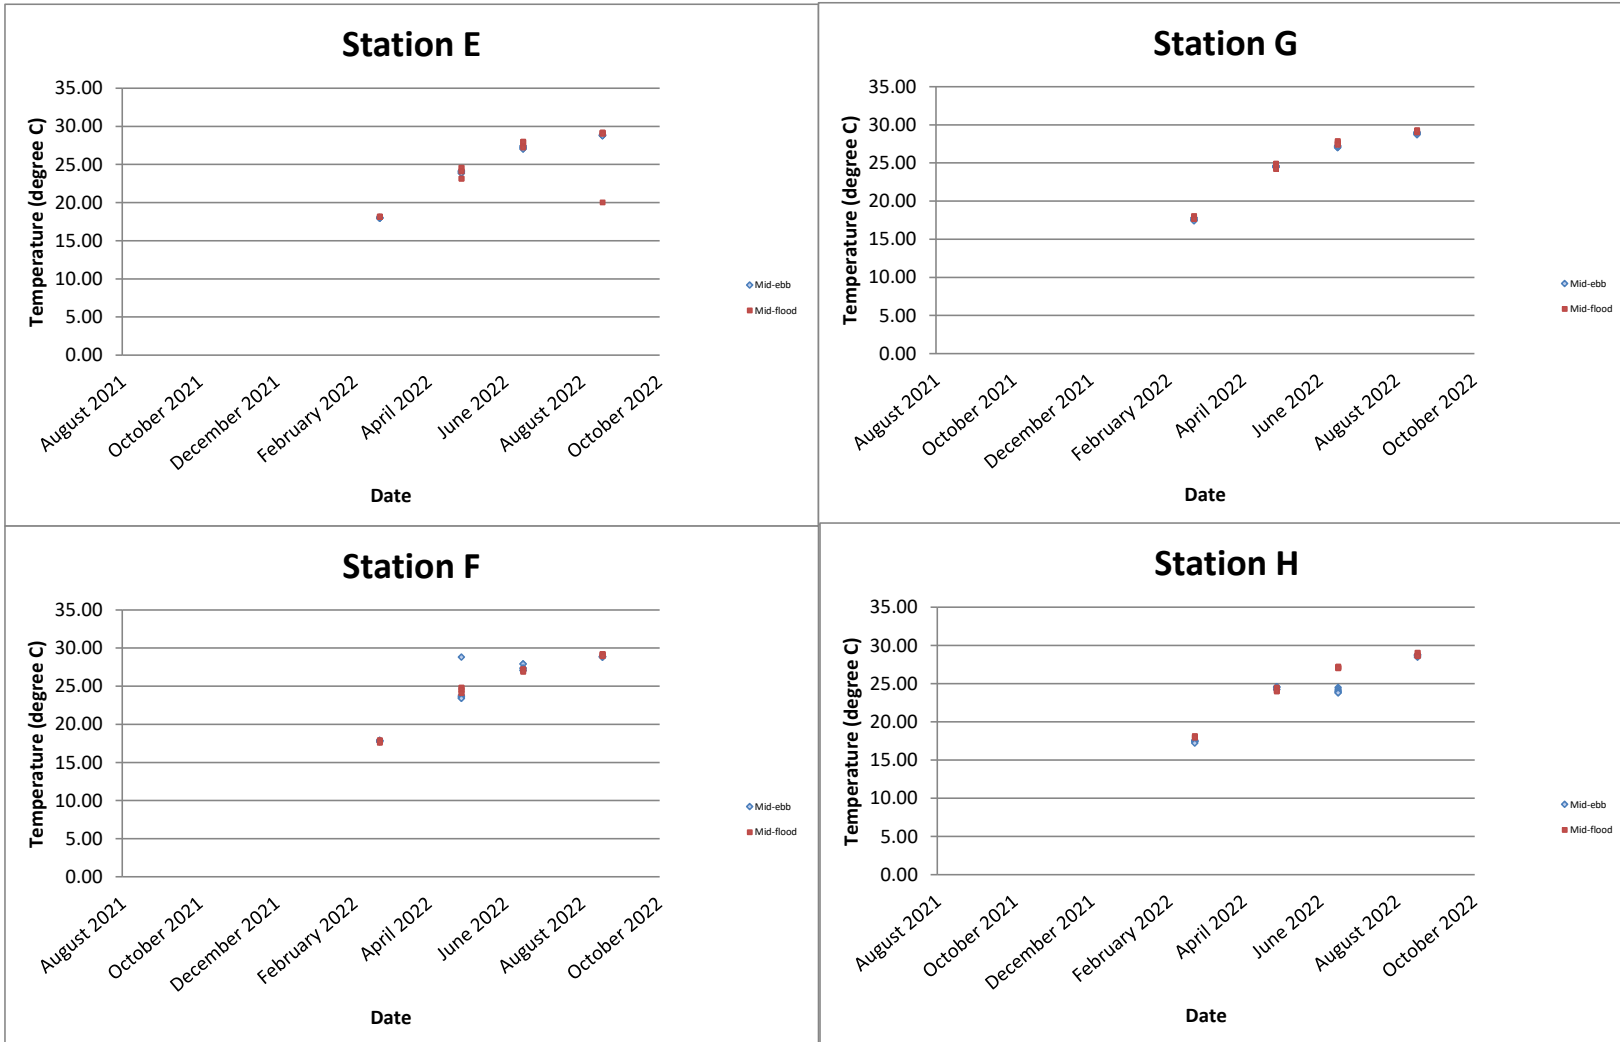 Station E
Temperature (degree C)
35.00
30.00
25.00
20.00
15.00
10.00
5.00
0.00
August 2021
October 2021
December 2021
February 2022
April 2022
June 2022
August 2022
October 2022
Date
Mid-ebb
Mid-flood
Station G
Temperature (degree C)
35.00
30.00
25.00
20.00
15.00
10.00
5.00
0.00
August 2021
October 2021
December 2021
February 2022
April 2022
June 2022
August 2022
October 2022
Date
Mid-ebb
Mid-flood
Station F
Temperature (degree C)
35.00
30.00
25.00
20.00
15.00
10.00
5.00
0.00
August 2021
October 2021
December 2021
February 2022
April 2022
June 2022
August 2022
October 2022
Date
Mid-ebb
Mid-flood
Station H
Temperature (degree C)
35.00
30.00
25.00
20.00
15.00
10.00
5.00
0.00
August 2021
October 2021
December 2021
February 2022
April 2022
June 2022
August 2022
October 2022
Date
Mid-ebb
Mid-flood